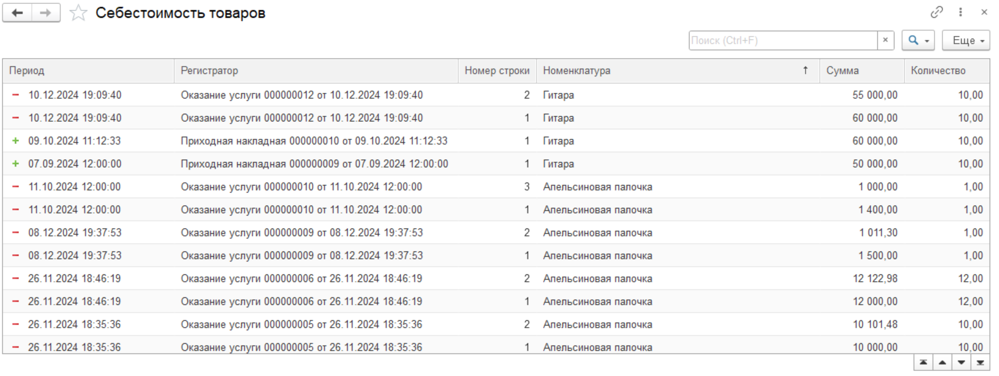 Себестоимость товаров
Поиск (Ctrl+F) × Еще
Период Регистратор Номер строки Номенклатура ↑ Сумма Количество
10.12.2024 19:09:40 Оказание услуги 000000012 от 10.12.2024 19:09:40 2 Гитара 55 000,00 10,00
10.12.2024 19:09:40 Оказание услуги 000000012 от 10.12.2024 19:09:40 1 Гитара 60 000,00 10,00
09.10.2024 11:12:33 Приходная накладная 000000010 от 09.10.2024 11:12:33 1 Гитара 60 000,00 10,00
07.09.2024 12:00:00 Приходная накладная 000000009 от 07.09.2024 12:00:00 1 Гитара 50 000,00 10,00
11.10.2024 12:00:00 Оказание услуги 000000010 от 11.10.2024 12:00:00 3 Апельсиновая палочка 1 000,00 1,00
11.10.2024 12:00:00 Оказание услуги 000000010 от 11.10.2024 12:00:00 1 Апельсиновая палочка 1 400,00 1,00
08.12.2024 19:37:53 Оказание услуги 000000009 от 08.12.2024 19:37:53 2 Апельсиновая палочка 1 011,30 1,00
08.12.2024 19:37:53 Оказание услуги 000000009 от 08.12.2024 19:37:53 1 Апельсиновая палочка 1 500,00 1,00
26.11.2024 18:46:19 Оказание услуги 000000006 от 26.11.2024 18:46:19 2 Апельсиновая палочка 12 122,98 12,00
26.11.2024 18:46:19 Оказание услуги 000000006 от 26.11.2024 18:46:19 1 Апельсиновая палочка 12 000,00 12,00
26.11.2024 18:35:36 Оказание услуги 000000005 от 26.11.2024 18:35:36 2 Апельсиновая палочка 10 101,48 10,00
26.11.2024 18:35:36 Оказание услуги 000000005 от 26.11.2024 18:35:36 1 Апельсиновая палочка 10 000,00 10,00